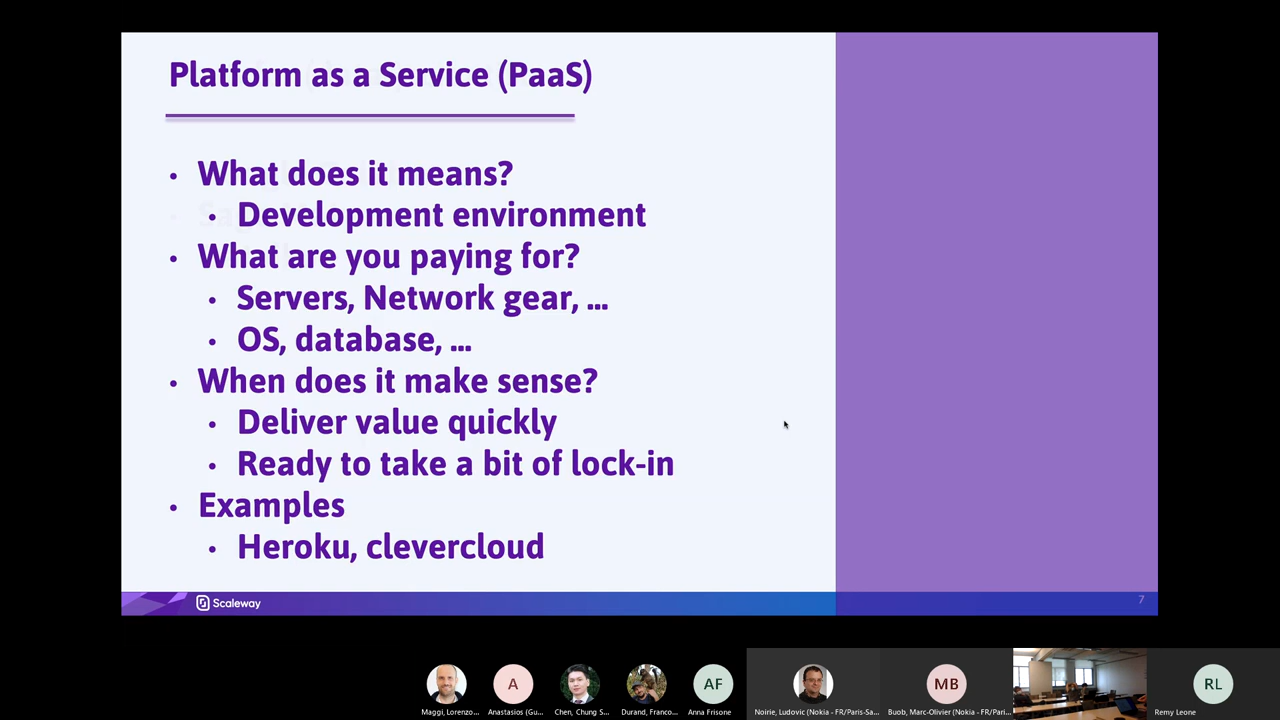 Platform as a Service (PaaS)
• What does it means?
• Development environment
• What are you paying for?
• Servers, Network gear, ...
• OS, database, ...
• When does it make sense?
• Deliver value quickly
• Ready to take a bit of lock-in
• Examples
• Heroku, clevercloud
Scaleway
7
A
AF
MB
RL
Maggi, Lorenzo...
Anastasios (Gu...
Chen, Chung S...
Durand, Franco...
Anna Frisone
Noirie, Ludovic (Nokia - FR/Paris-Sa...
Buob, Marc-Olivier (Nokia - FR/Pari...
Remy Leone